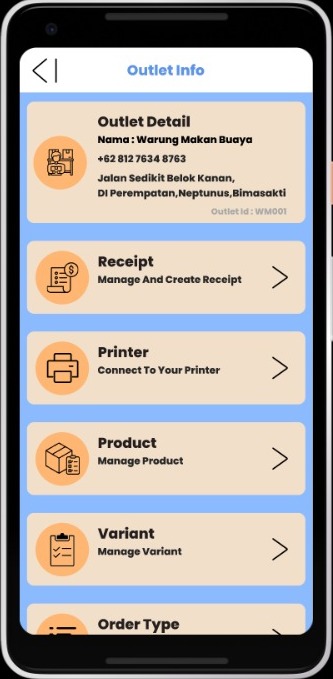 Outlet Info
Outlet Detail
Nama : Warung Makan Buaya
+62 812 7634 8763
Jalan Sedikit Belok Kanan,
DI Perempatan,Neptunus,Bimasakti
Outlet Id : WM001
Receipt
Manage And Create Receipt
Printer
Connect To Your Printer
Product
Manage Product
Variant
Manage Variant
Order Type